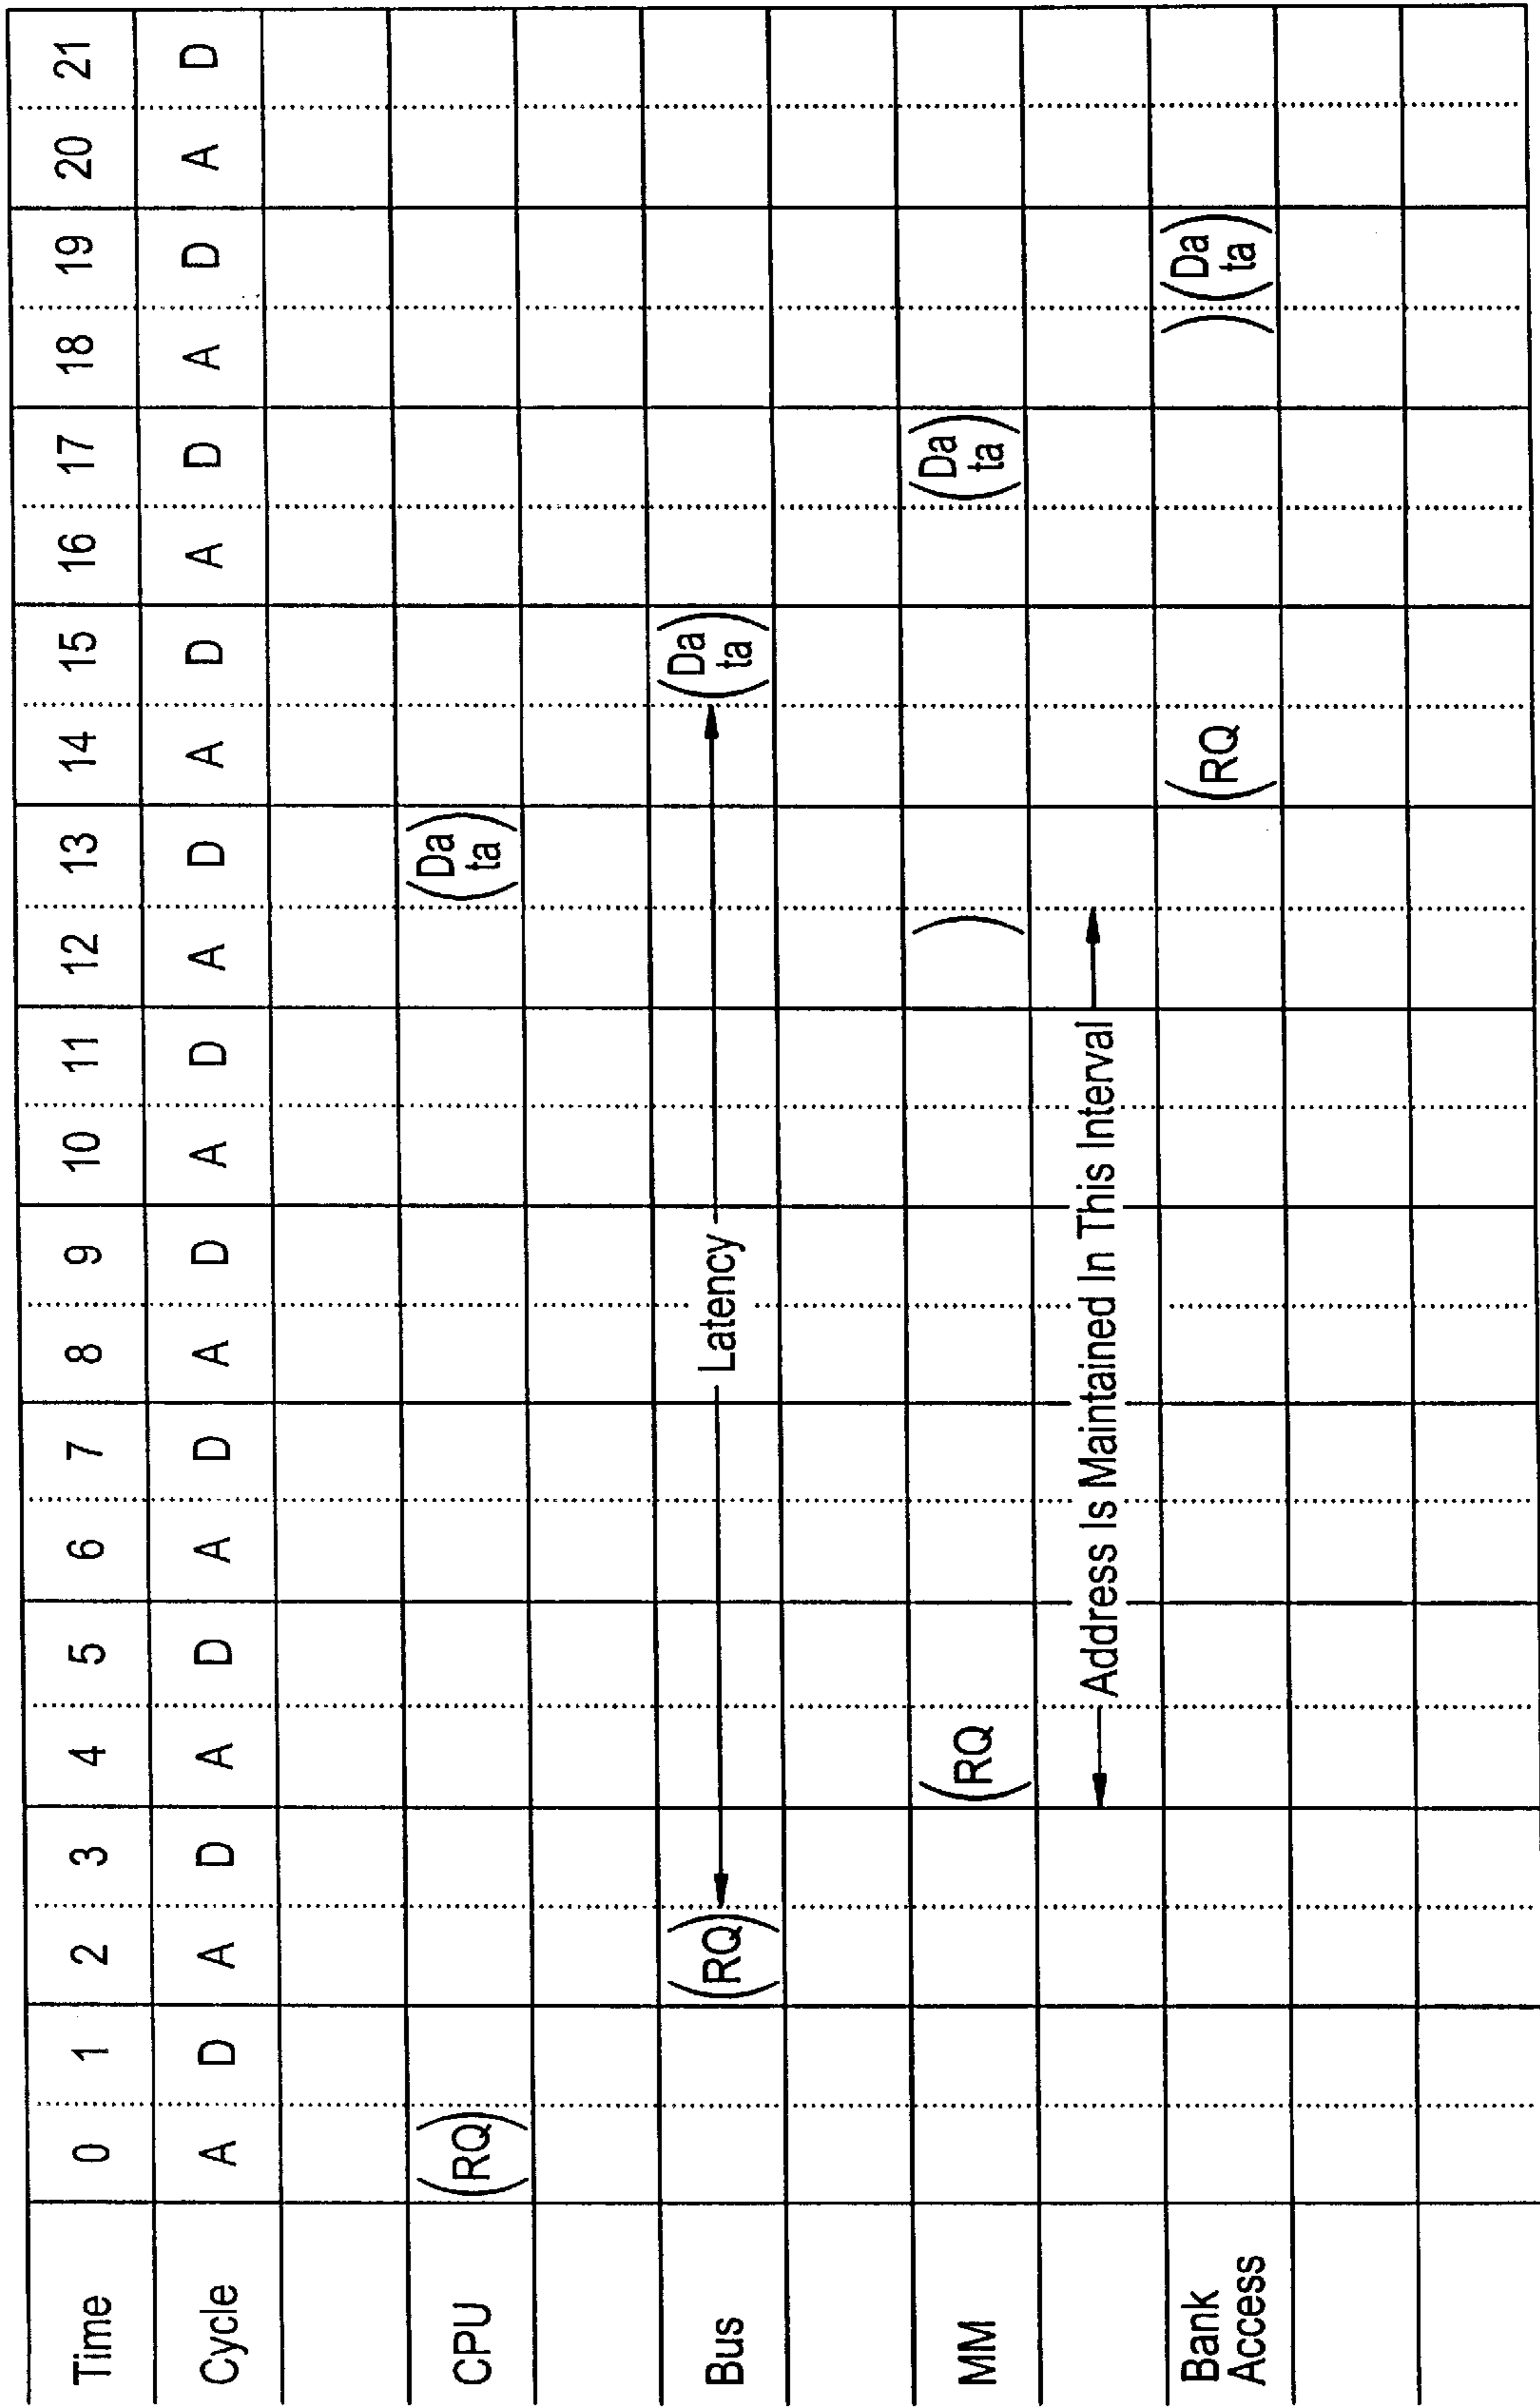 Time 0 1 2 3 4 5 6 7 8 9 10 11 12 13 14 15 16 17 18 19 20 21
Cycle A D A D A D A D A D A D A D A D A D A D A D
CPU (RQ) (Da ta)
Bus (RQ) Latency (Da ta)
MM (RQ ) (Da ta)
Address Is Maintained In This Interval
Bank Access (RQ ) (Da ta)